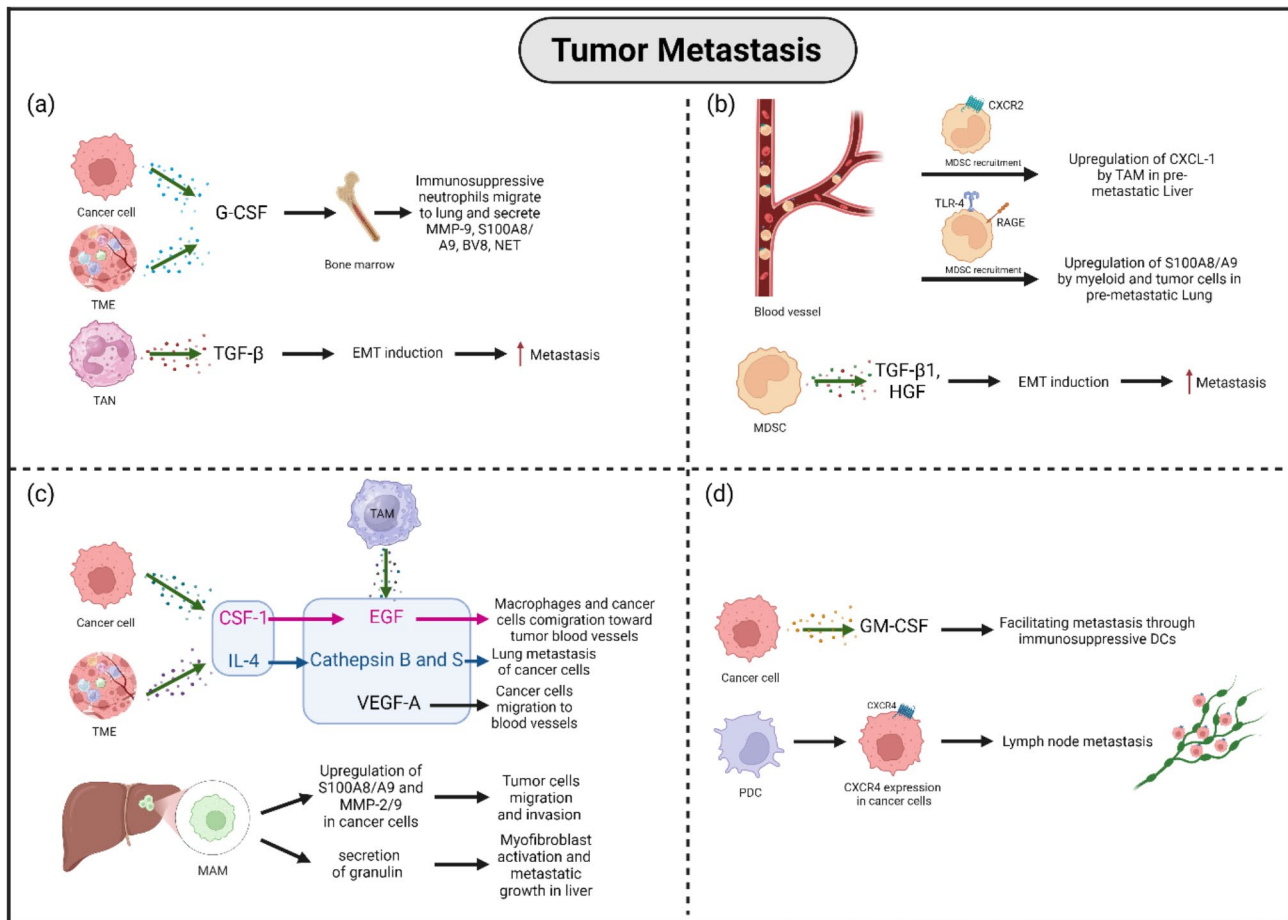 Tumor Metastasis
(a)
Cancer cell
TME
G-CSF
Bone marrow
Immunosuppressive
neutrophils migrate
to lung and secrete
MMP-9, S100A8/
A9, BV8, NET
TAN
TGF-β
EMT induction
Metastasis
(b)
Blood vessel
CXCR2
MDSC recruitment
Upregulation of CXCL-1
by TAM in pre-
metastatic Liver
TLR-4
RAGE
MDSC recruitment
Upregulation of S100A8/A9
by myeloid and tumor cells in
pre-metastatic Lung
MDSC
TGF-β1,
HGF
EMT induction
Metastasis
(c)
TAM
Cancer cell
TME
CSF-1
IL-4
EGF
Cathepsin B and S
VEGF-A
Macrophages and cancer
cells comigration toward
tumor blood vessels
Lung metastasis
of cancer cells
Cancer cells
migration to
blood vessels
MAM
Upregulation of
S100A8/A9 and
MMP-2/9
in cancer cells
Tumor cells
migration
and invasion
secretion
of granulin
Myofibroblast
activation and
metastatic
growth in liver
(d)
Cancer cell
GM-CSF
Facilitating metastasis through
immunosuppressive DCs
PDC
CXCR4
CXCR4 expression
in cancer cells
Lymph node metastasis